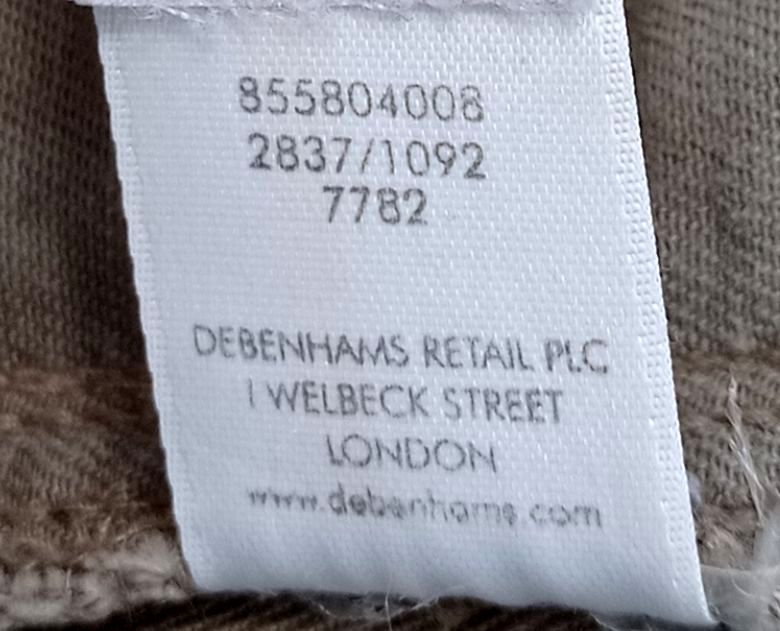 855804008
2837/1092
7782
DEBENHAMS RETAIL PLC
1 WELBECK STREET
LONDON
www.debenhams.com